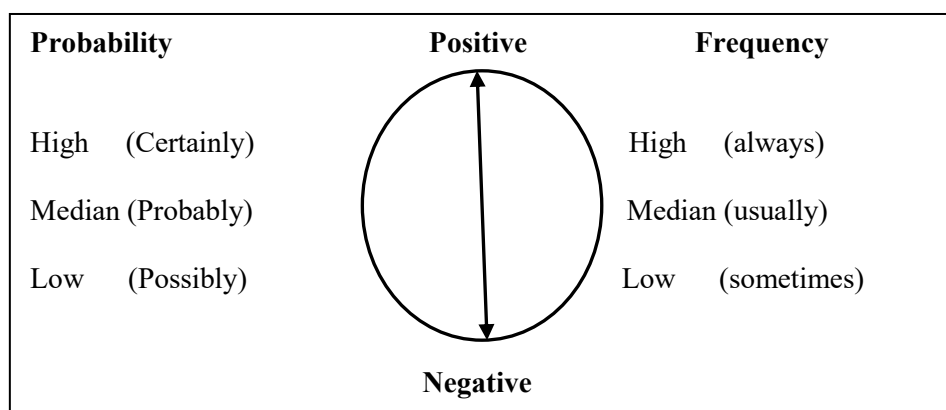 Probability Positive Frequency
High (Certainly) High (always)
Median (Probably) Median (usually)
Low (Possibly) Low (sometimes)
Negative